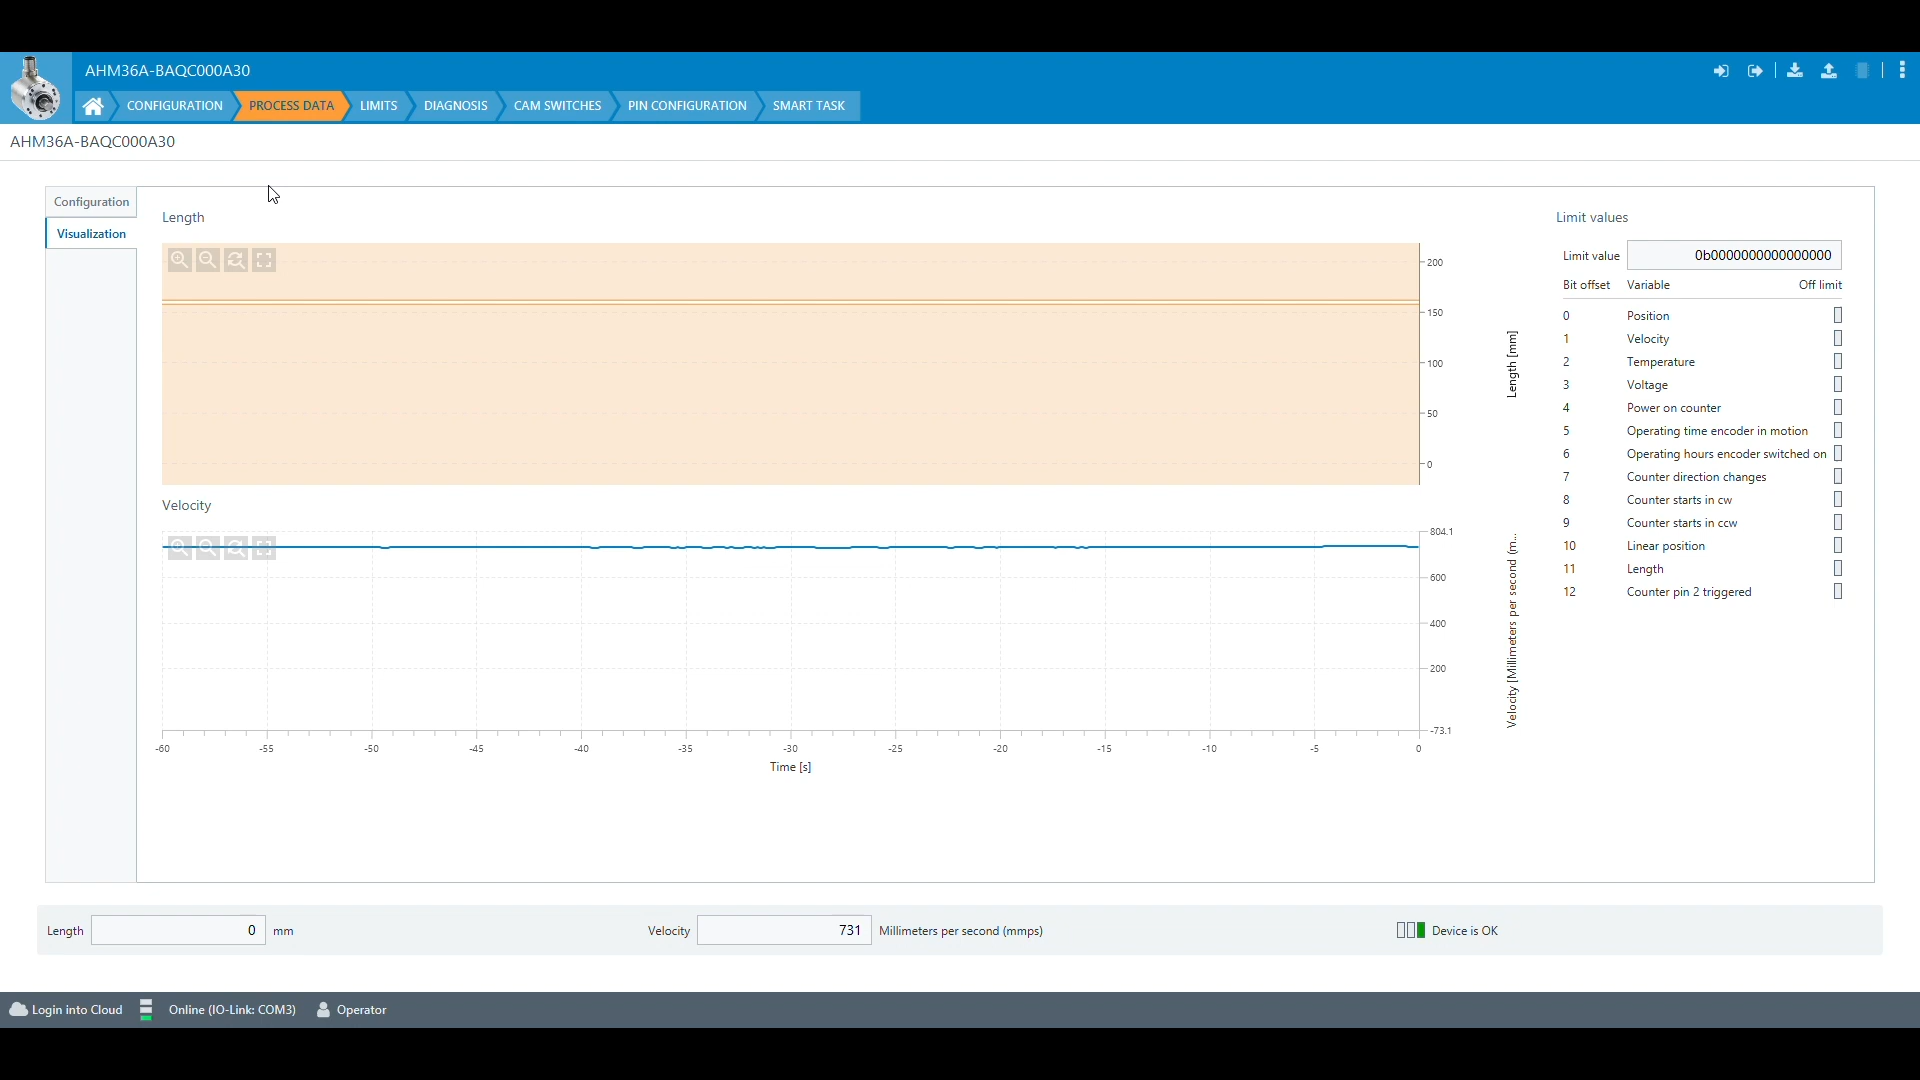 AHM36A-BAQC000A30
CONFIGURATION
PROCESS DATA
LIMITS
DIAGNOSIS
CAM SWITCHES
PIN CONFIGURATION
SMART TASK
AHM36A-BAQC000A30
Configuration
Visualization
Length
200
150
100
50
0
Length [mm]
Velocity
804.1
600
400
200
-73.1
Velocity [Millimeters per second (m...
-60 -55 -50 -45 -40 -35 -30 -25 -20 -15 -10 -5 0
Time [s]
Limit values
Limit value 0b0000000000000000
Bit offset Variable Off limit
0 Position
1 Velocity
2 Temperature
3 Voltage
4 Power on counter
5 Operating time encoder in motion
6 Operating hours encoder switched on
7 Counter direction changes
8 Counter starts in cw
9 Counter starts in ccw
10 Linear position
11 Length
12 Counter pin 2 triggered
Length 0 mm
Velocity 731 Millimeters per second (mmps)
Device is OK
Login into Cloud
Online (IO-Link: COM3)
Operator